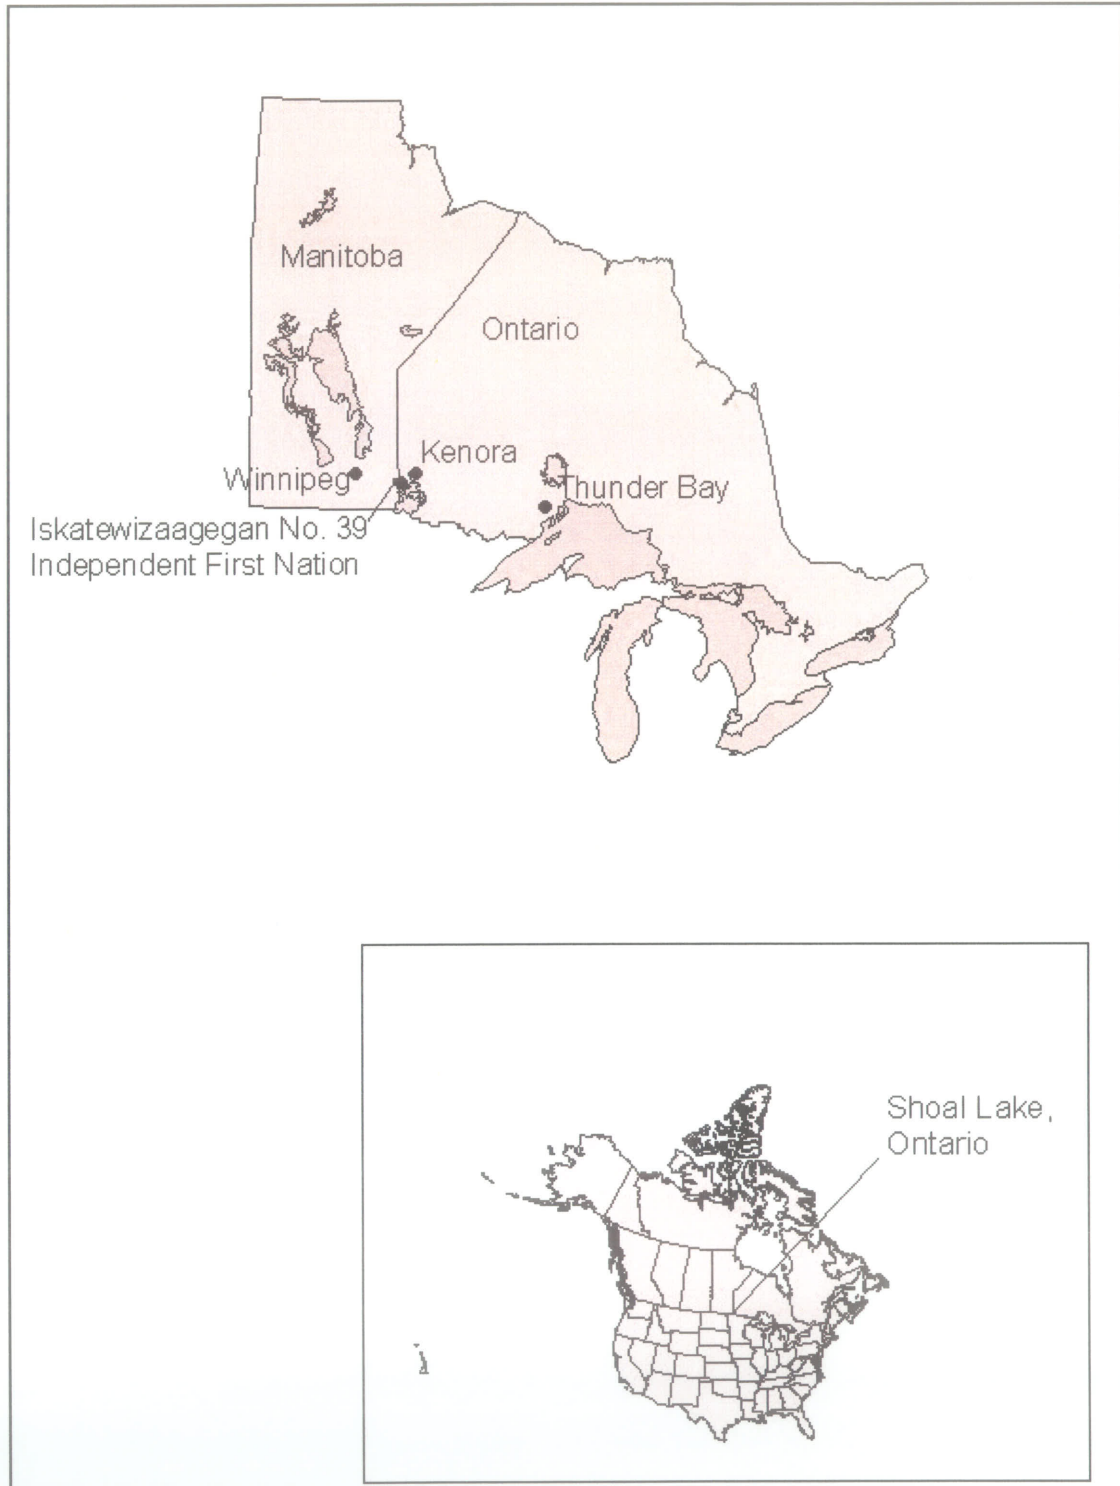 Manitoba
Ontario
Kenora
Winnipeg
Thunder Bay
Iskatewizaagegan No. 39
Independent First Nation
Shoal Lake,
Ontario